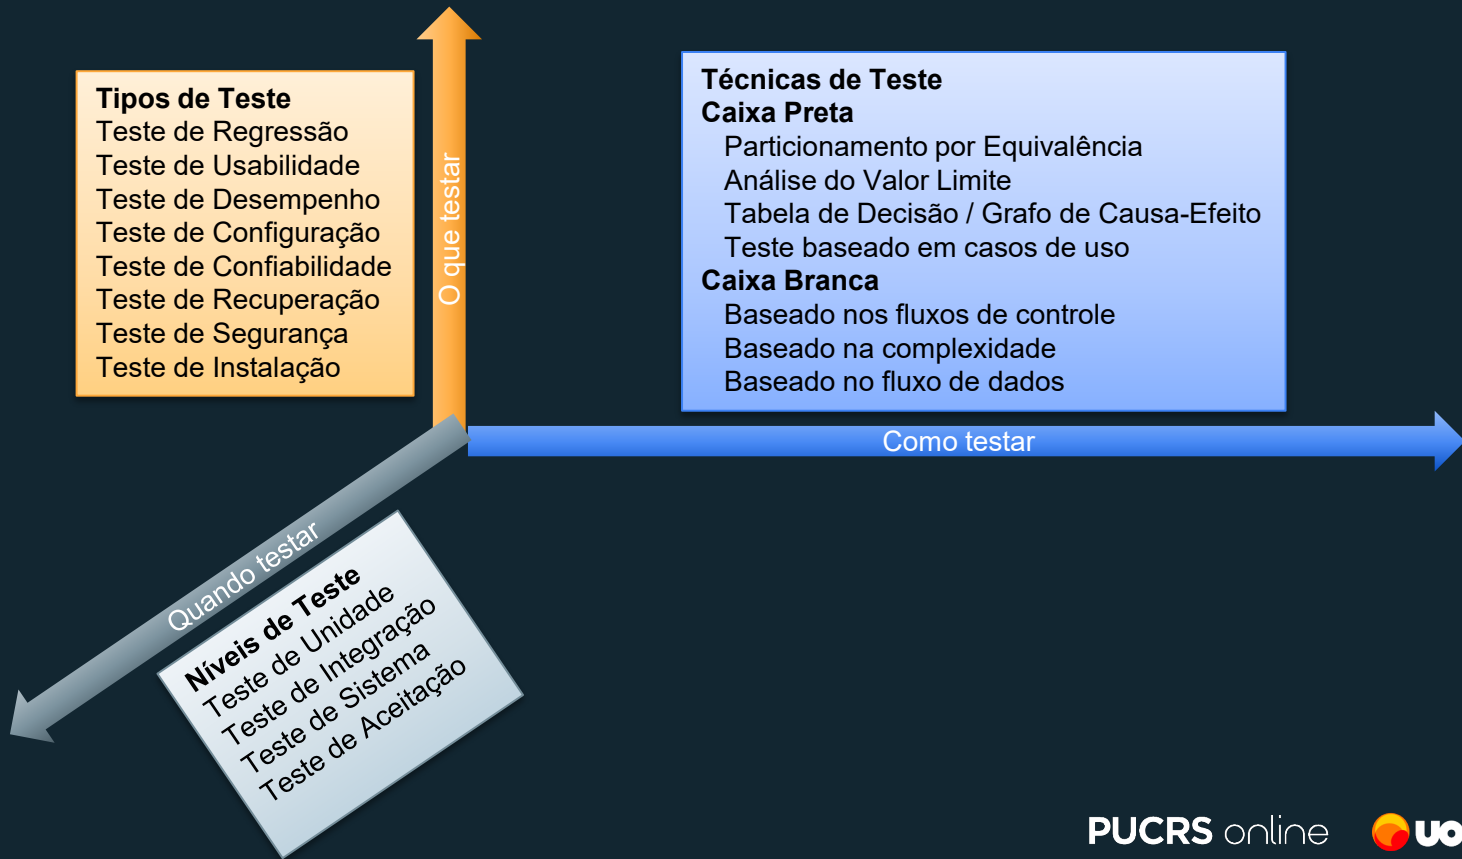 Tipos de Teste
Teste de Regressão
Teste de Usabilidade
Teste de Desempenho
Teste de Configuração
Teste de Confiabilidade
Teste de Recuperação
Teste de Segurança
Teste de Instalação
O que testar
Técnicas de Teste
Caixa Preta
Particionamento por Equivalência
Análise do Valor Limite
Tabela de Decisão / Grafo de Causa-Efeito
Teste baseado em casos de uso
Caixa Branca
Baseado nos fluxos de controle
Baseado na complexidade
Baseado no fluxo de dados
Como testar
Quando testar
Níveis de Teste
Teste de Unidade
Teste de Integração
Teste de Sistema
Teste de Aceitação
PUCRS online
uo